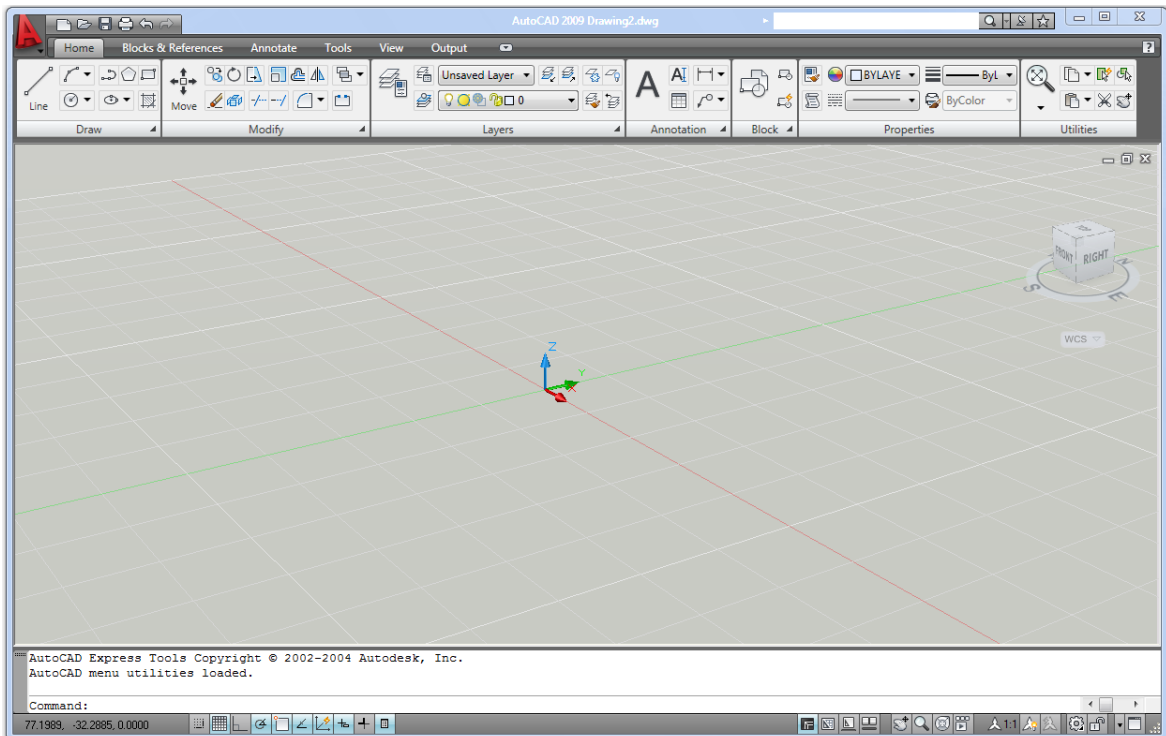 AutoCAD 2009 Drawing2.dwg
Home Blocks & References Annotate Tools View Output
Line Move Unsaved Layer 0 A BYLAYE ByL ByColor
Draw Modify Layers Annotation Block Properties Utilities
TOP
FRONT RIGHT
N
S E
WCS
Z
Y
X
AutoCAD Express Tools Copyright © 2002-2004 Autodesk, Inc.
AutoCAD menu utilities loaded.
Command:
77.1989, -32.2885, 0.0000 1:1